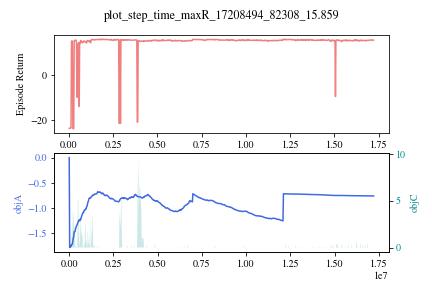 plot_step_time_maxR_17208494_82308_15.859
Episode Return
0
−20
0.00 0.25 0.50 0.75 1.00 1.25 1.50 1.75
objA
0.0
−0.5
−1.0
−1.5
10
5
0
objC
0.00 0.25 0.50 0.75 1.00 1.25 1.50 1.75
1e7